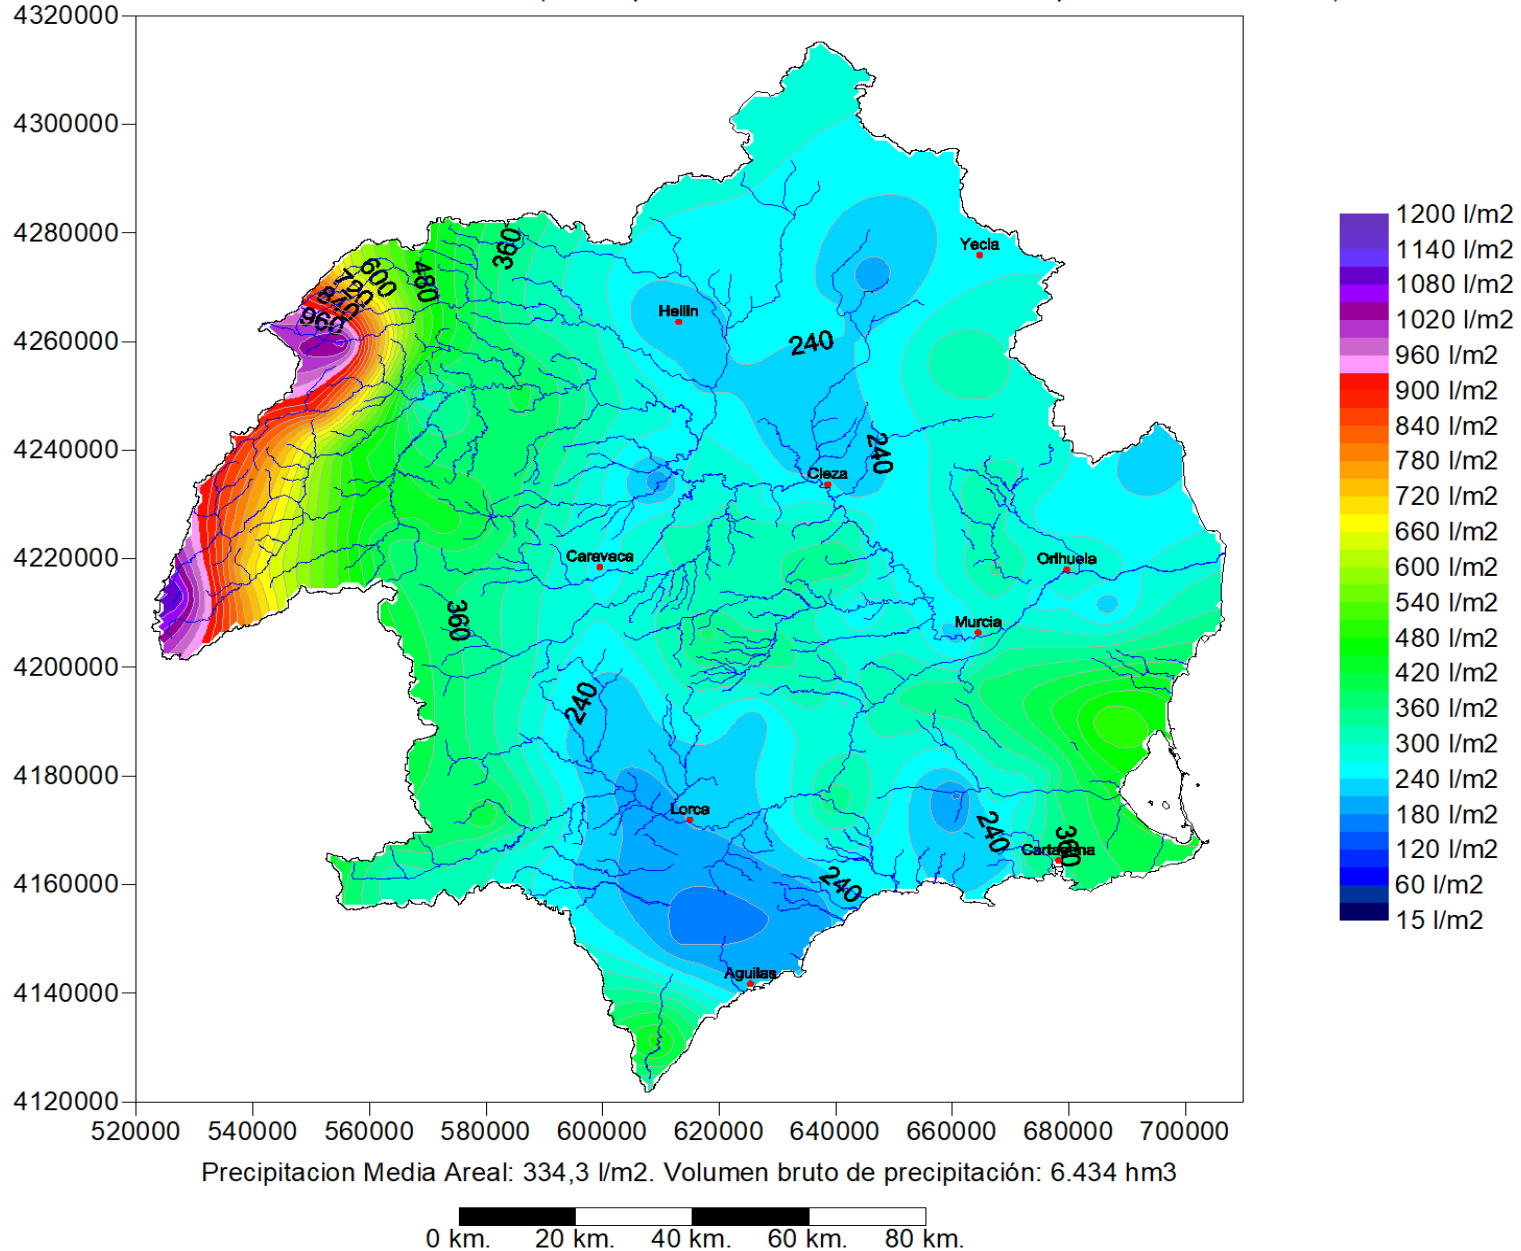 4320000
4300000
4280000
4260000
4240000
4220000
4200000
4180000
4160000
4140000
4120000
520000 540000 560000 580000 600000 620000 640000 660000 680000 700000
360
480
600
720
840
960
Yecla
Hellin
240
240
Cieza
Caravaca
Orihuela
360
Murcia
240
Lorca
240
360
Cartagena
240
Aguilas
1200 l/m2
1140 l/m2
1080 l/m2
1020 l/m2
960 l/m2
900 l/m2
840 l/m2
780 l/m2
720 l/m2
660 l/m2
600 l/m2
540 l/m2
480 l/m2
420 l/m2
360 l/m2
300 l/m2
240 l/m2
180 l/m2
120 l/m2
60 l/m2
15 l/m2
Precipitacion Media Areal: 334,3 l/m2. Volumen bruto de precipitación: 6.434 hm3
0 km. 20 km. 40 km. 60 km. 80 km.